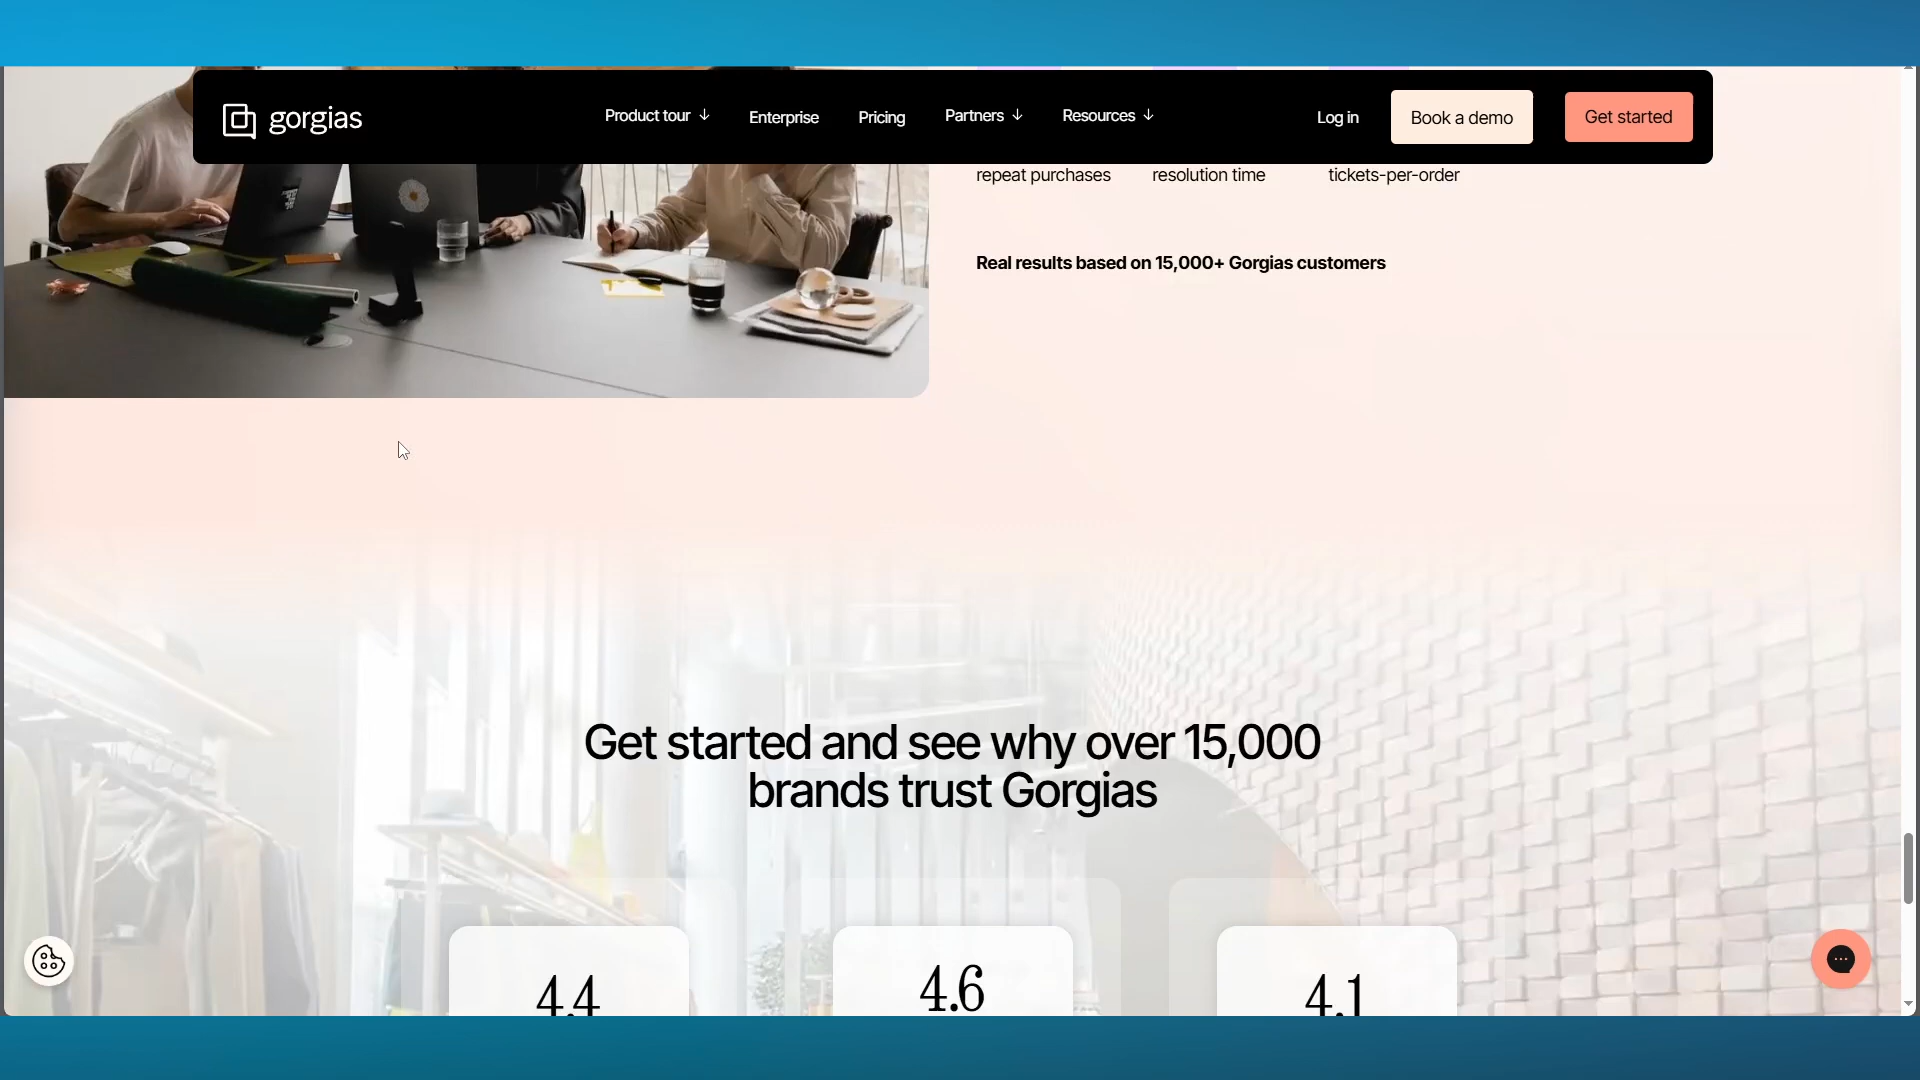 gorgias
Product tour ↓ Enterprise Pricing Partners ↓ Resources ↓ Log in Book a demo Get started
repeat purchases resolution time tickets-per-order
Real results based on 15,000+ Gorgias customers
Get started and see why over 15,000
brands trust Gorgias
4.4 4.6 4.1